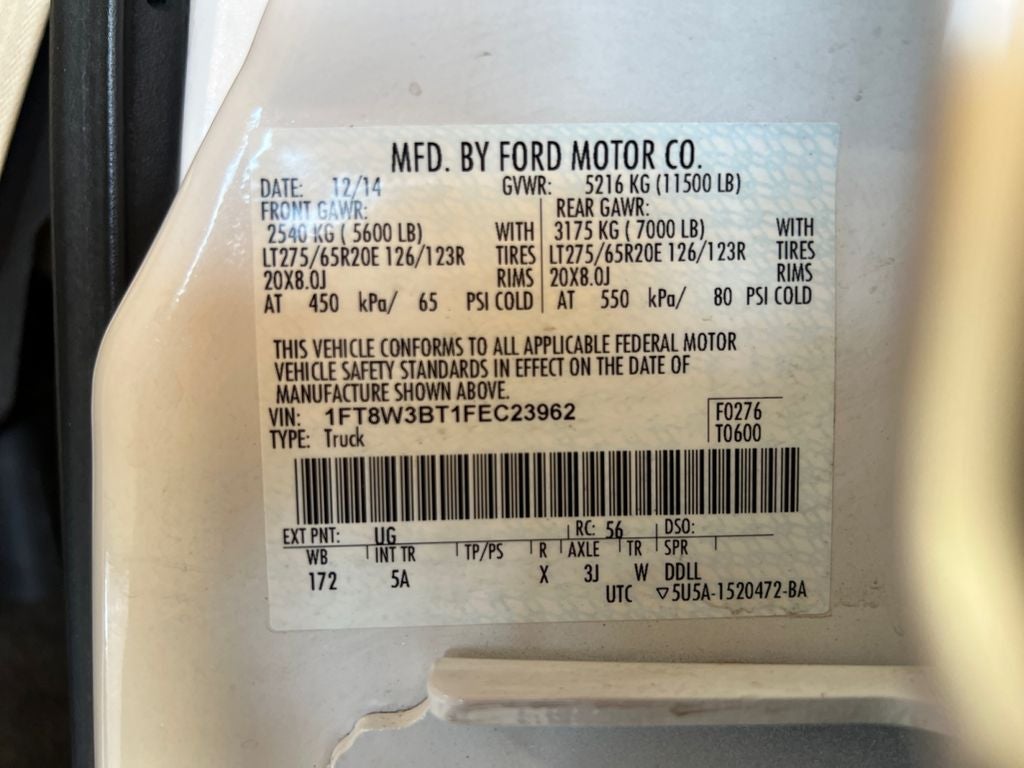 MFD. BY FORD MOTOR CO.
DATE: 12/14 GVWR: 5216 KG (11500 LB)
FRONT GAWR: REAR GAWR:
2540 KG ( 5600 LB) WITH 3175 KG ( 7000 LB) WITH
LT275/65R20E 126/123R TIRES LT275/65R20E 126/123R TIRES
20X8.0J RIMS 20X8.0J RIMS
AT 450 kPa/ 65 PSI COLD AT 550 kPa/ 80 PSI COLD
THIS VEHICLE CONFORMS TO ALL APPLICABLE FEDERAL MOTOR
VEHICLE SAFETY STANDARDS IN EFFECT ON THE DATE OF
MANUFACTURE SHOWN ABOVE.
VIN: 1FT8W3BT1FEC23962 F0276
TYPE: Truck T0600
EXT PNT: UG RC: 56 DSO:
WB INT TR TP/PS R AXLE TR SPR
172 5A X 3J W DDLL
UTC ▽5U5A-1520472-BA